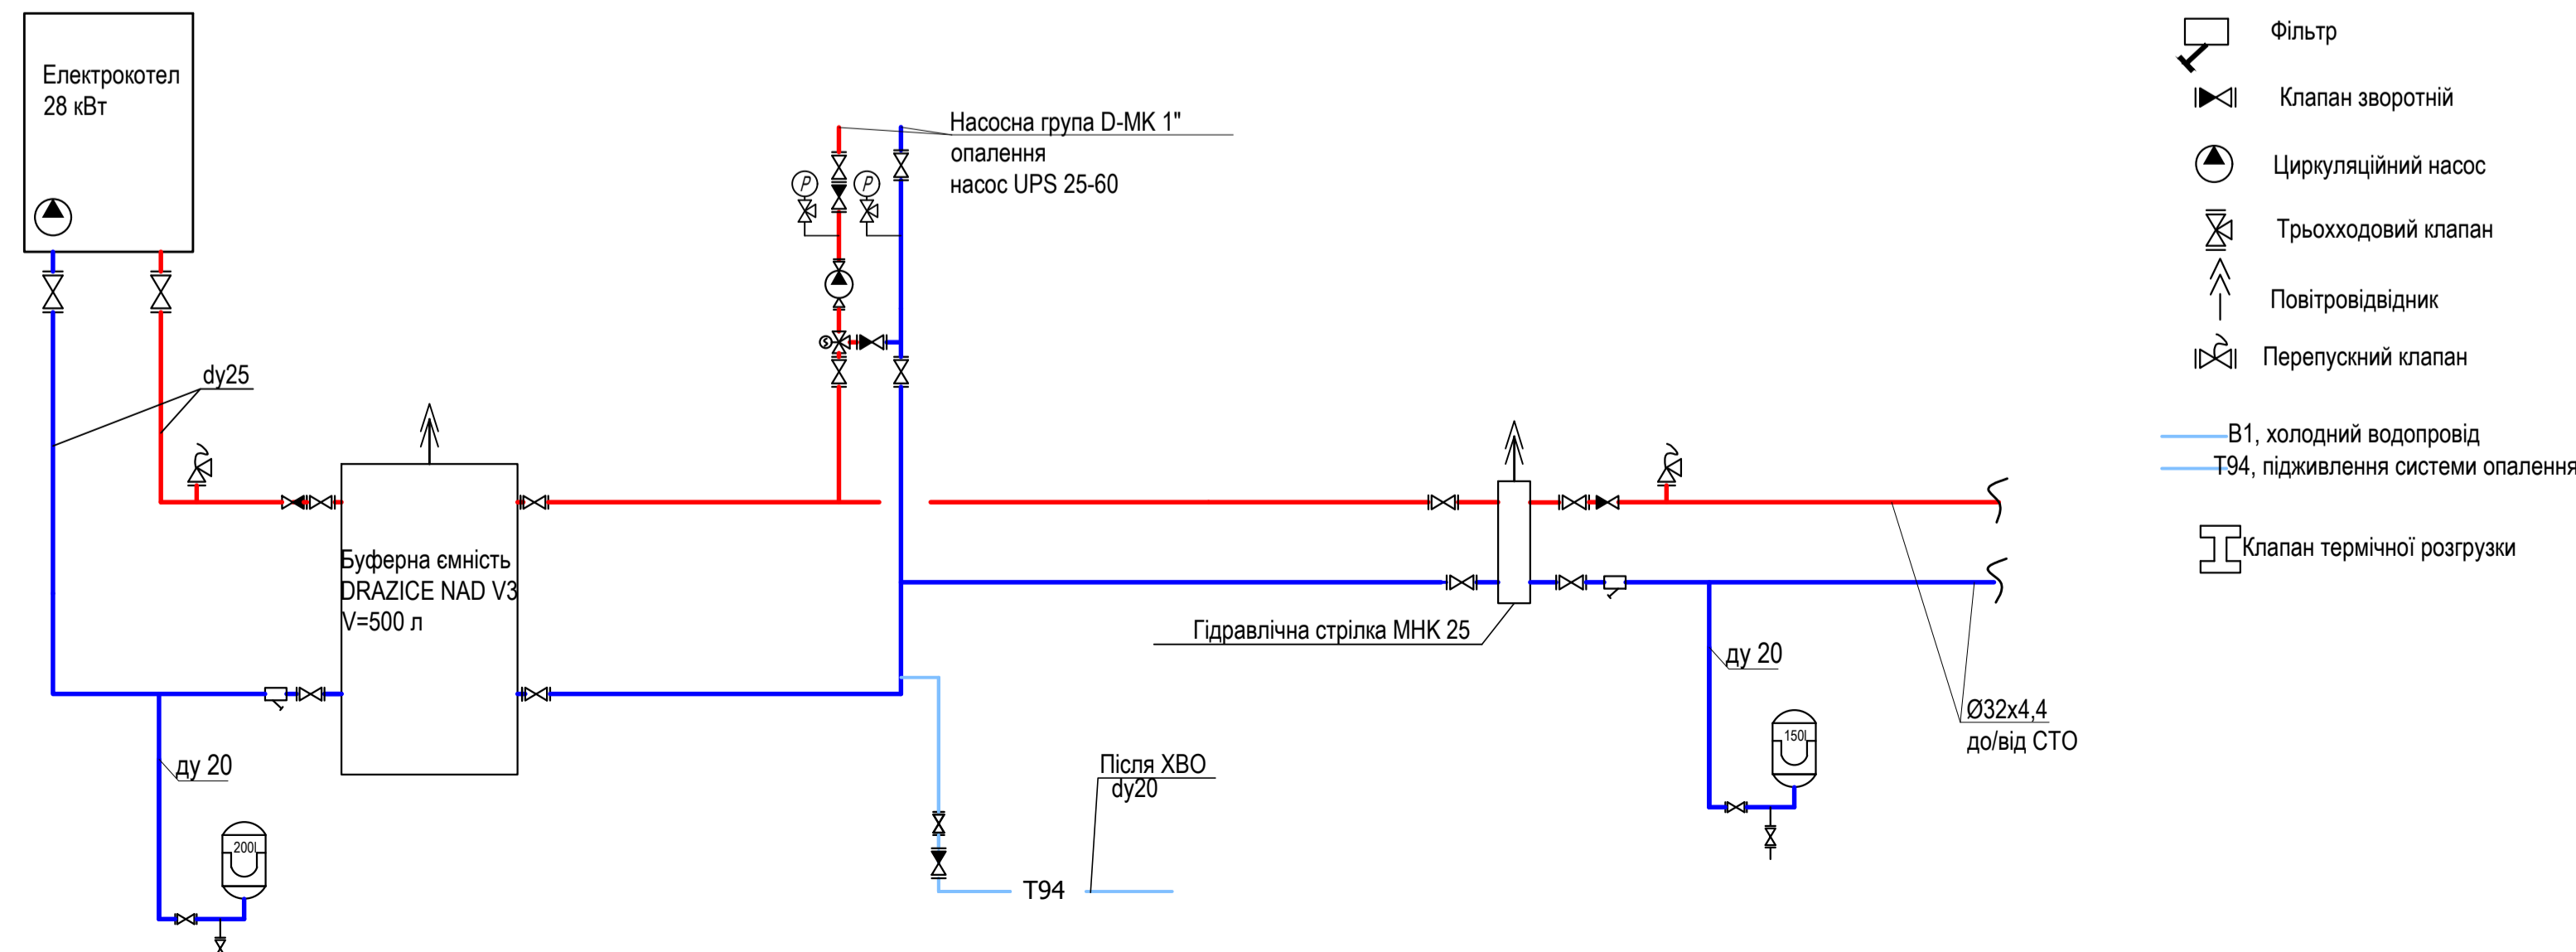 Електрокотел
28 кВт
dy25
Насосна група D-MK 1"
опалення
насос UPS 25-60
P
P
Буферна ємність
DRAZICE NAD V3
V=500 л
ду 20
200l
Після ХВО
dy20
T94
Гідравлічна стрілка МНК 25
ду 20
150l
Ø32x4,4
до/від СТО
Фільтр
Клапан зворотній
Циркуляційний насос
Трьохходовий клапан
Повітровідвідник
Перепускний клапан
В1, холодний водопровід
Т94, підживлення системи опалення
Клапан термічної розгрузки